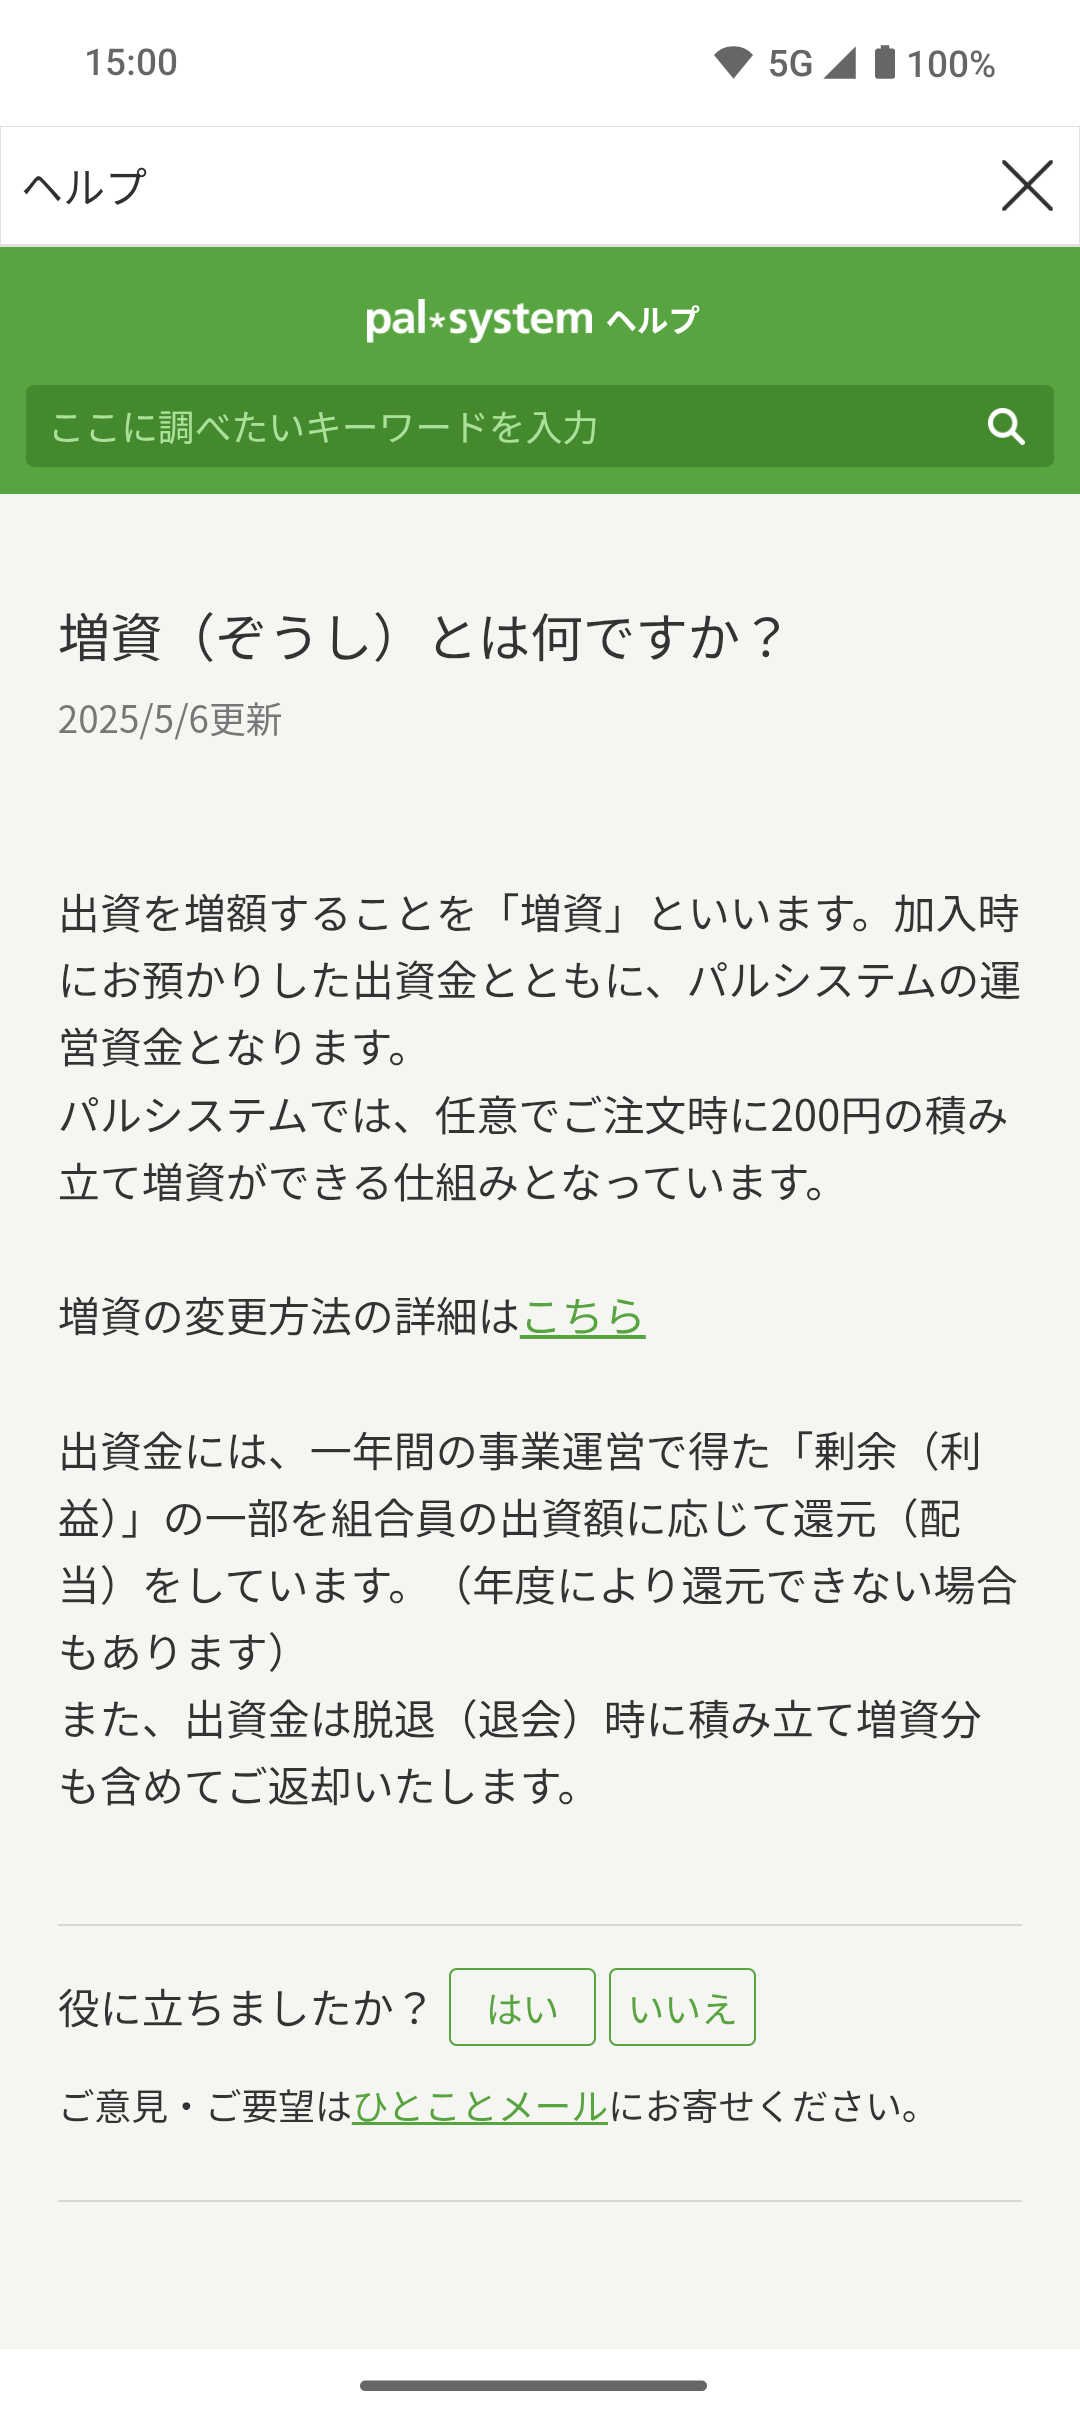 15:00
5G 100%
ヘルプ
pal*system ヘルプ
ここに調べたいキーワードを入力
増資（ぞうし）とは何ですか？
2025/5/6更新
出資を増額することを「増資」といいます。加入時
にお預かりした出資金とともに、パルシステムの運
営資金となります。
パルシステムでは、任意でご注文時に200円の積み
立て増資ができる仕組みとなっています。
増資の変更方法の詳細はこちら
出資金には、一年間の事業運営で得た「剰余（利
益）」の一部を組合員の出資額に応じて還元（配
当）をしています。（年度により還元できない場合
もあります）
また、出資金は脱退（退会）時に積み立て増資分
も含めてご返却いたします。
役に立ちましたか？ はい いいえ
ご意見・ご要望はひとことメールにお寄せください。